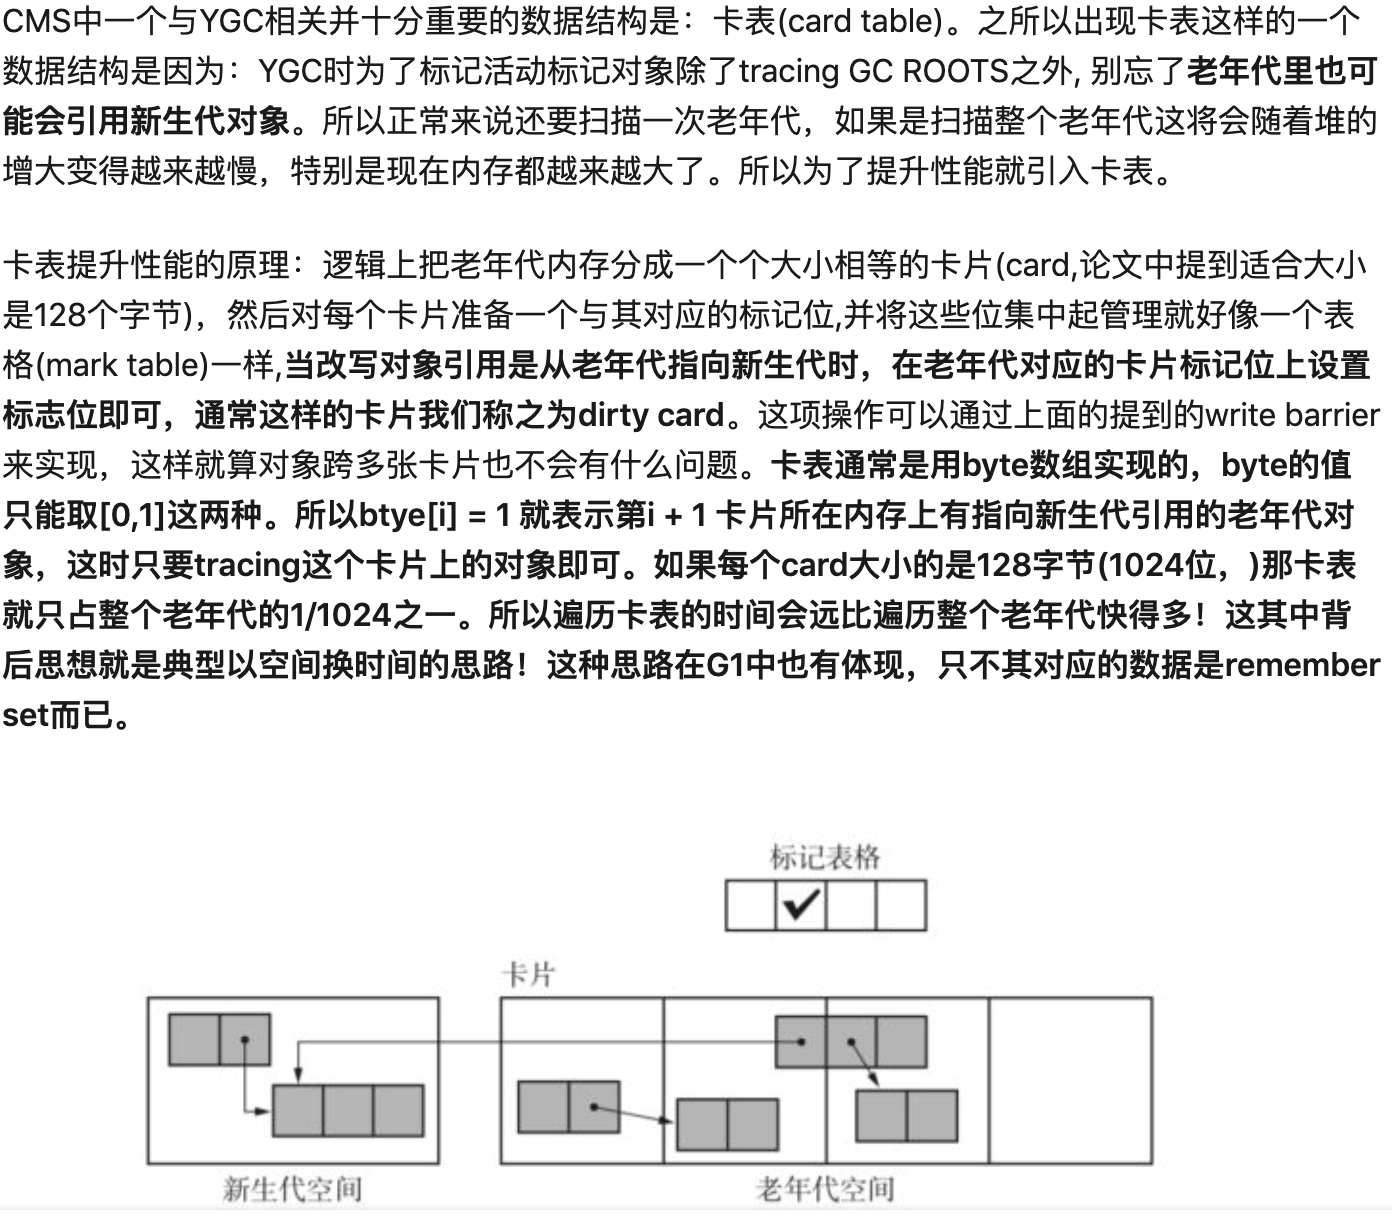 CMS中一个与YGC相关并十分重要的数据结构是：卡表(card table)。之所以出现卡表这样的一个
数据结构是因为：YGC时为了标记活动标记对象除了tracing GC ROOTS之外, 别忘了老年代里也可
能会引用新生代对象。所以正常来说还要扫描一次老年代，如果是扫描整个老年代这将会随着堆的
增大变得越来越慢，特别是现在内存都越来越大了。所以为了提升性能就引入卡表。
卡表提升性能的原理：逻辑上把老年代内存分成一个个大小相等的卡片(card,论文中提到适合大小
是128个字节)，然后对每个卡片准备一个与其对应的标记位,并将这些位集中起管理就好像一个表
格(mark table)一样,当改写对象引用是从老年代指向新生代时，在老年代对应的卡片标记位上设置
标志位即可，通常这样的卡片我们称之为dirty card。这项操作可以通过上面的提到的write barrier
来实现，这样就算对象跨多张卡片也不会有什么问题。卡表通常是用byte数组实现的，byte的值
只能取[0,1]这两种。所以btye[i] = 1 就表示第i + 1 卡片所在内存上有指向新生代引用的老年代对
象，这时只要tracing这个卡片上的对象即可。如果每个card大小的是128字节(1024位，)那卡表
就只占整个老年代的1/1024之一。所以遍历卡表的时间会远比遍历整个老年代快得多！这其中背
后思想就是典型以空间换时间的思路！这种思路在G1中也有体现，只不其对应的数据是remember
set而已。
标记表格
卡片
新生代空间
老年代空间